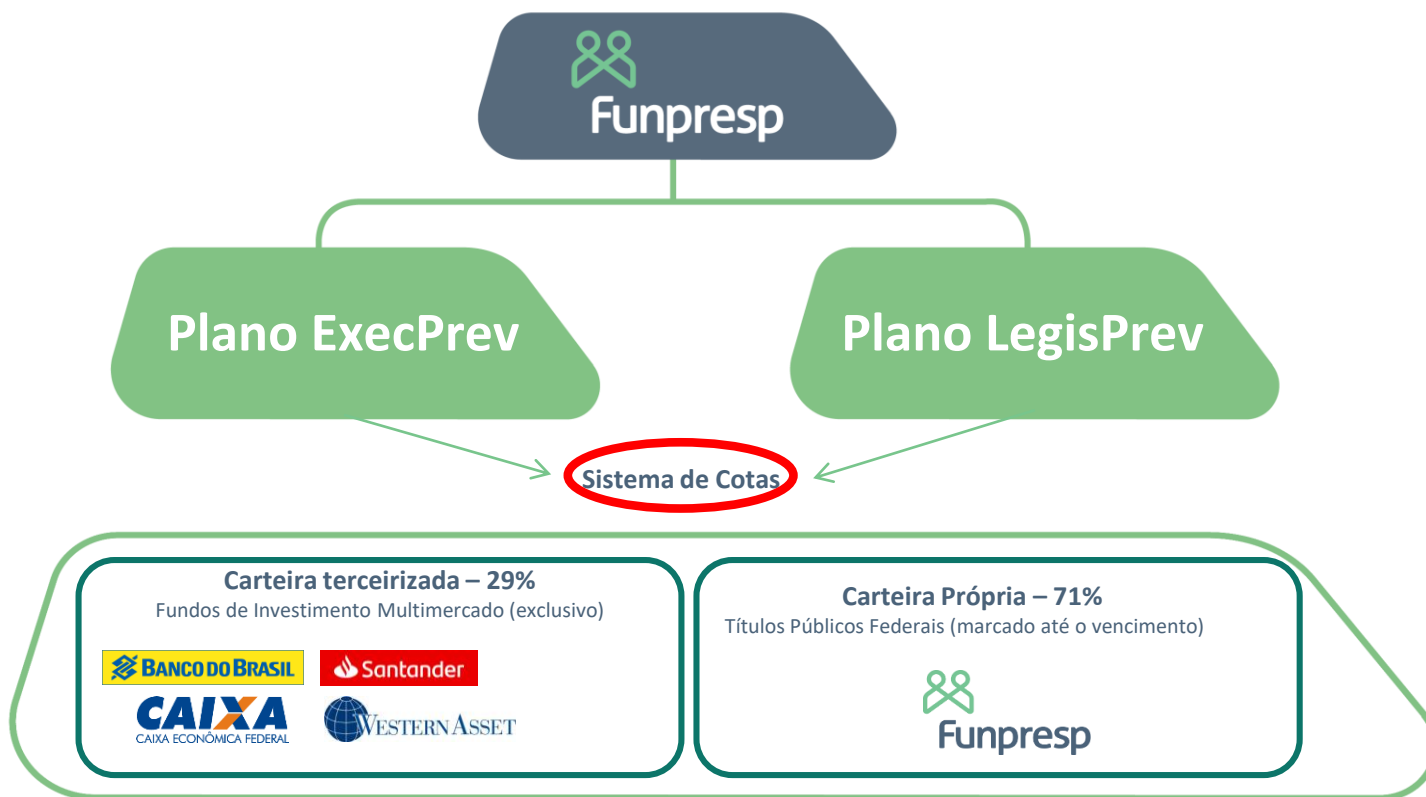 Funpresp
Plano ExecPrev
Plano LegisPrev
Sistema de Cotas
Carteira terceirizada – 29%
Fundos de Investimento Multimercado (exclusivo)
BANCO DO BRASIL
Santander
CAIXA
CAIXA ECONÔMICA FEDERAL
WESTERN ASSET
Carteira Própria – 71%
Títulos Públicos Federais (marcado até o vencimento)
Funpresp